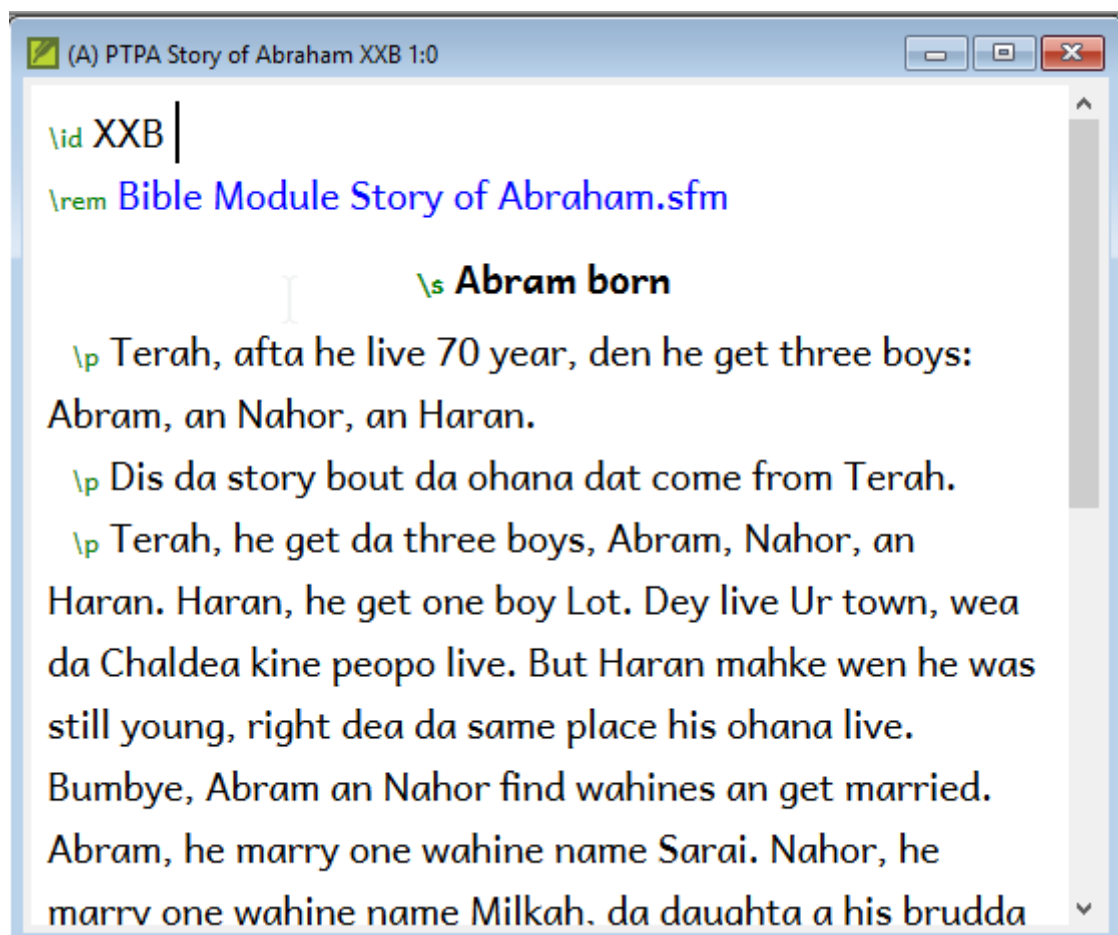 (A) PTPA Story of Abraham XXB 1:0
\id XXB
\rem Bible Module Story of Abraham.sfm
\s Abram born
\p Terah, afta he live 70 year, den he get three boys:
Abram, an Nahor, an Haran.
\p Dis da story bout da ohana dat come from Terah.
\p Terah, he get da three boys, Abram, Nahor, an
Haran. Haran, he get one boy Lot. Dey live Ur town, wea
da Chaldea kine peopo live. But Haran mahke wen he was
still young, right dea da same place his ohana live.
Bumbye, Abram an Nahor find wahines an get married.
Abram, he marry one wahine name Sarai. Nahor, he
marry one wahine name Milkah, da daughta a his brudda